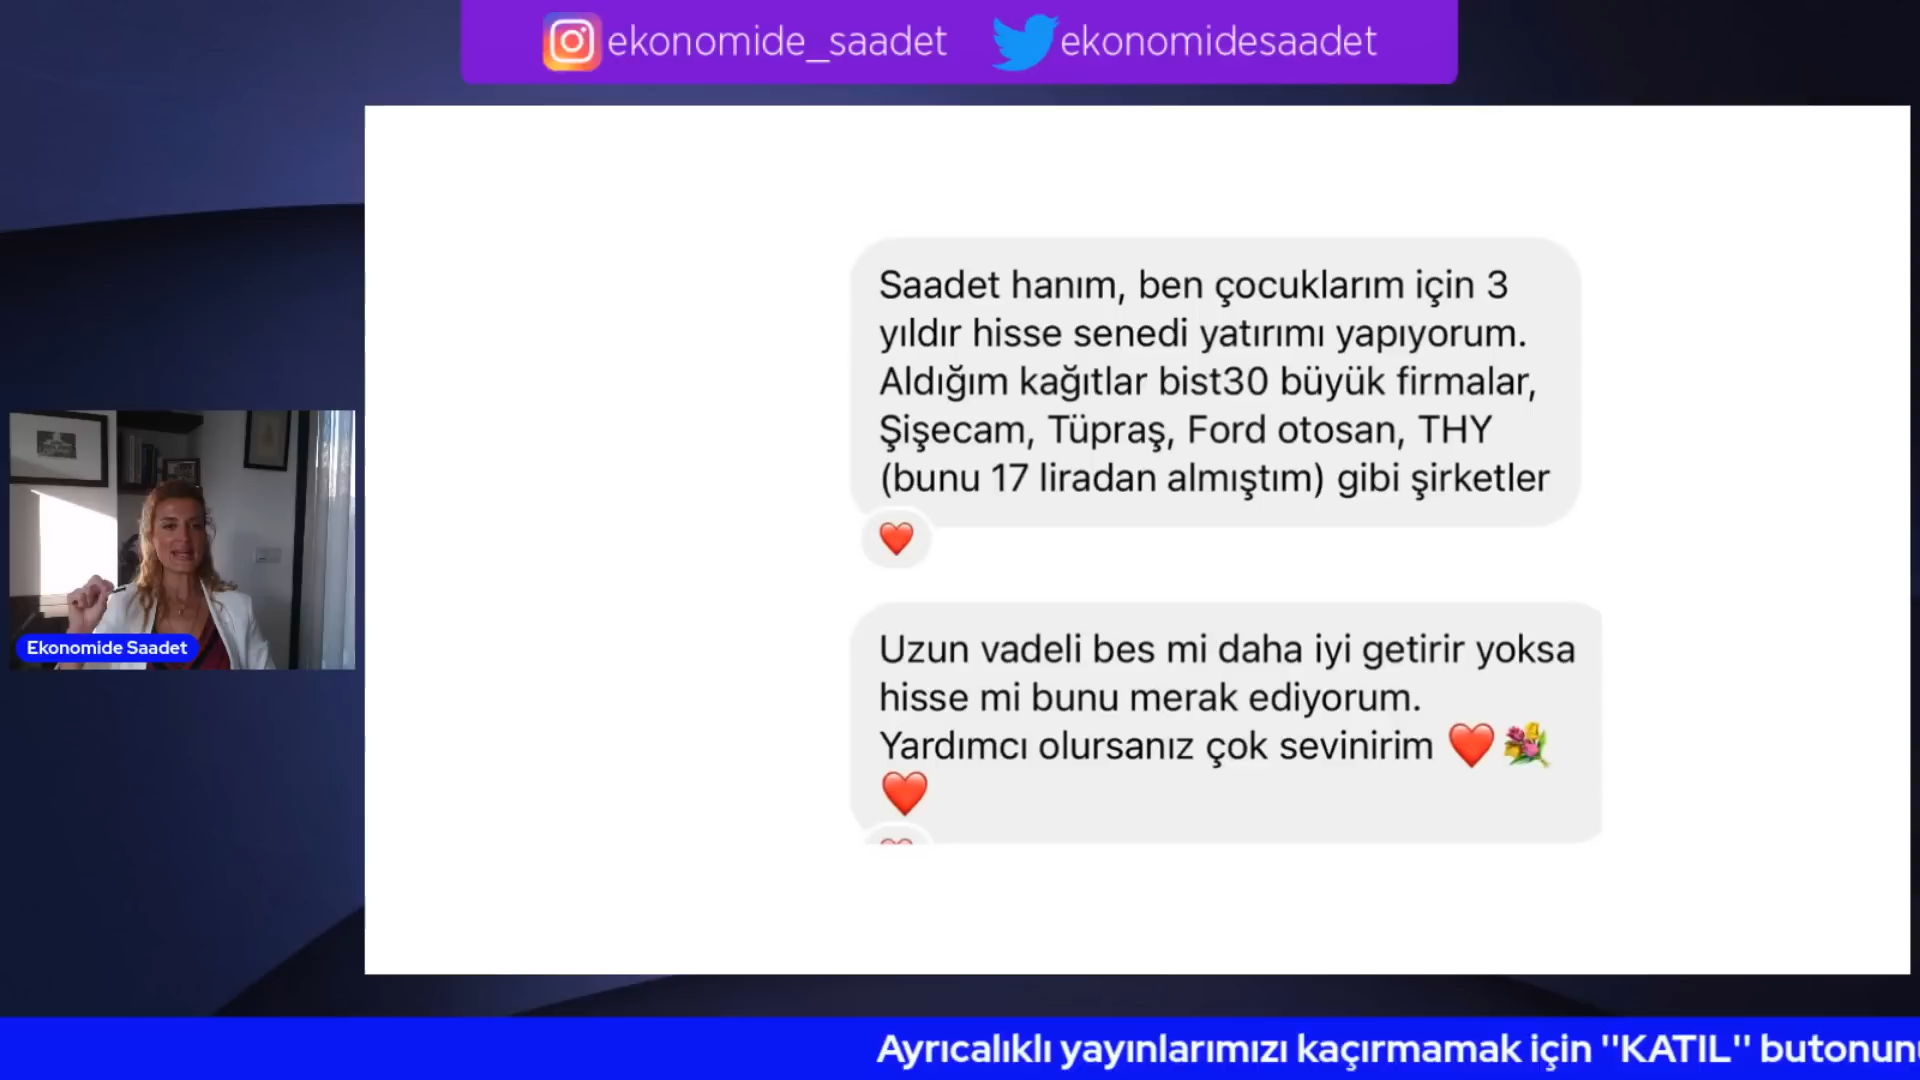 ekonomide_saadet ekonomidesaadet
Saadet hanım, ben çocuklarım için 3
yıldır hisse senedi yatırımı yapıyorum.
Aldığım kağıtlar bist30 büyük firmalar,
Şişecam, Tüpraş, Ford otosan, THY
(bunu 17 liradan almıştım) gibi şirketler
❤️
Uzun vadeli bes mi daha iyi getirir yoksa
hisse mi bunu merak ediyorum.
Yardımcı olursanız çok sevinirim ❤️💐
❤️
Ekonomide Saadet
Ayrıcalıklı yayınlarımızı kaçırmamak için "KATIL" butonun